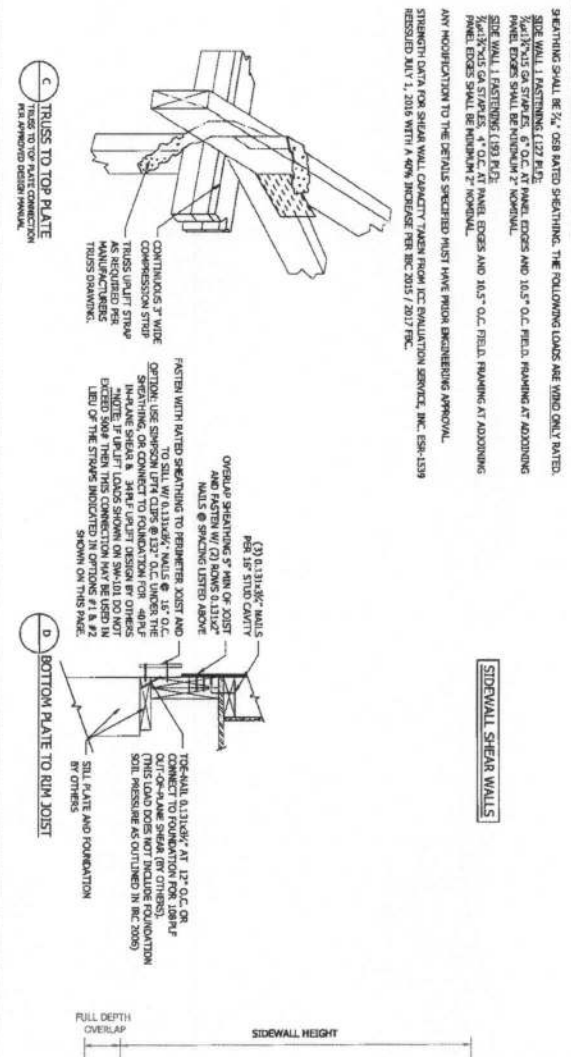 SHEATHING SHALL BE 7/16" OSB RATED SHEATHING. THE FOLLOWING LOADS ARE WIND ONLY RATED.
SIDE WALL 1 FASTENING (127 PLF):
7/16x1¾"x15 GA STAPLES, 6" O.C. AT PANEL EDGES AND 10.5" O.C. FIELD. FRAMING AT ADJOINING
PANEL EDGES SHALL BE MINIMUM 2" NOMINAL.
SIDE WALL 1 FASTENING (193 PLF):
7/16x1¾"x15 GA STAPLES, 4" O.C. AT PANEL EDGES AND 10.5" O.C. FIELD. FRAMING AT ADJOINING
PANEL EDGES SHALL BE MINIMUM 2" NOMINAL.
ANY MODIFICATION TO THE DETAILS SPECIFIED MUST HAVE PRIOR ENGINEERING APPROVAL.
STRENGTH DATA FOR SHEAR WALL CAPACITY TAKEN FROM ICC EVALUATION SERVICE, INC. ESR-1539
REISSUED JULY 1, 2016 WITH A 40% INCREASE PER IBC 2015 / 2017 FBC.
SIDEWALL SHEAR WALLS
CONTINUOUS 3" WIDE
COMPRESSION STRIP
TRUSS UPLIFT STRAP
AS REQUIRED PER
MANUFACTURERS
TRUSS DRAWING.
C
TRUSS TO TOP PLATE
TRUSS TO TOP PLATE CONNECTION
PER APPROVED DESIGN MANUAL
(3) 0.131x3¼" NAILS
PER 16" STUD CAVITY
OVERLAP SHEATHING 5" MIN OF JOIST
AND FASTEN W/ (2) ROWS 0.131x2"
NAILS @ SPACING LISTED ABOVE
FASTEN WITH RATED SHEATHING TO PERIMETER JOIST AND
TO SILL W/ 0.131x3¼" NAILS @ 16" O.C.
OPTION: USE SIMPSON LFT4 CLIPS @ 132" O.C. UNDER THE
SHEATHING, OR CONNECT TO FOUNDATION FOR 40PLF
IN-PLANE SHEAR & 34PLF UPLIFT DESIGN BY OTHERS
*NOTE: IF UPLIFT LOADS SHOWN ON SW-101 DO NOT
EXCEED 500# THEN THIS CONNECTION MAY BE USED IN
LIEU OF THE STRAPS INDICATED IN OPTIONS #1 & #2
SHOWN ON THIS PAGE.
TOE-NAIL 0.131x3¼" AT 12" O.C. OR
CONNECT TO FOUNDATION FOR 108PLF
OUT-OF-PLANE SHEAR (BY OTHERS).
(THIS LOAD DOES NOT INCLUDE FOUNDATION
SOIL PRESSURE AS OUTLINED IN IRC 2006)
SILL PLATE AND FOUNDATION
BY OTHERS
D
BOTTOM PLATE TO RIM JOIST
SIDEWALL HEIGHT
FULL DEPTH
OVERLAP